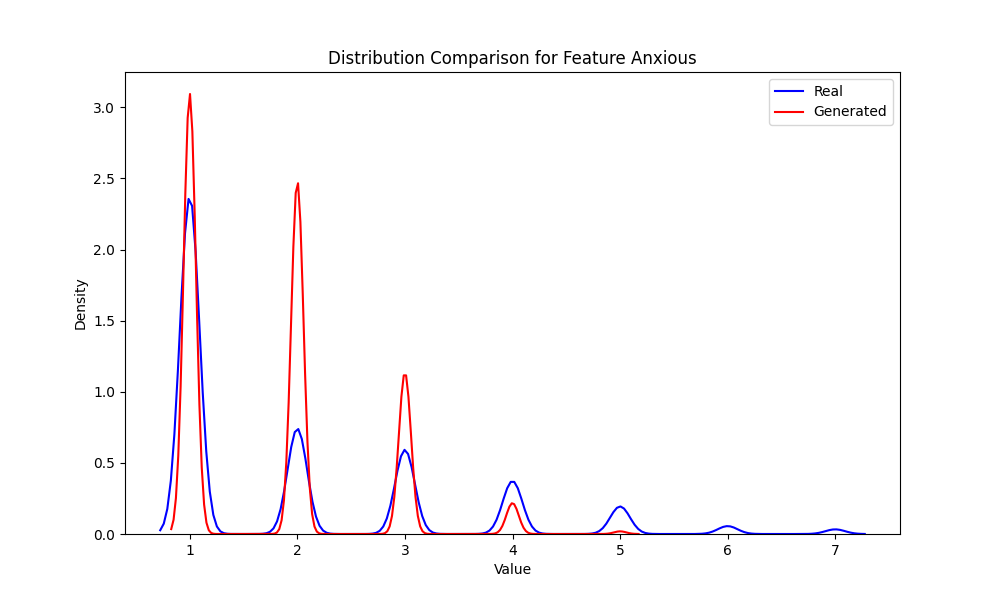 Distribution Comparison for Feature Anxious
Real
Generated
3.0
2.5
2.0
1.5
1.0
0.5
0.0
Density
1 2 3 4 5 6 7
Value